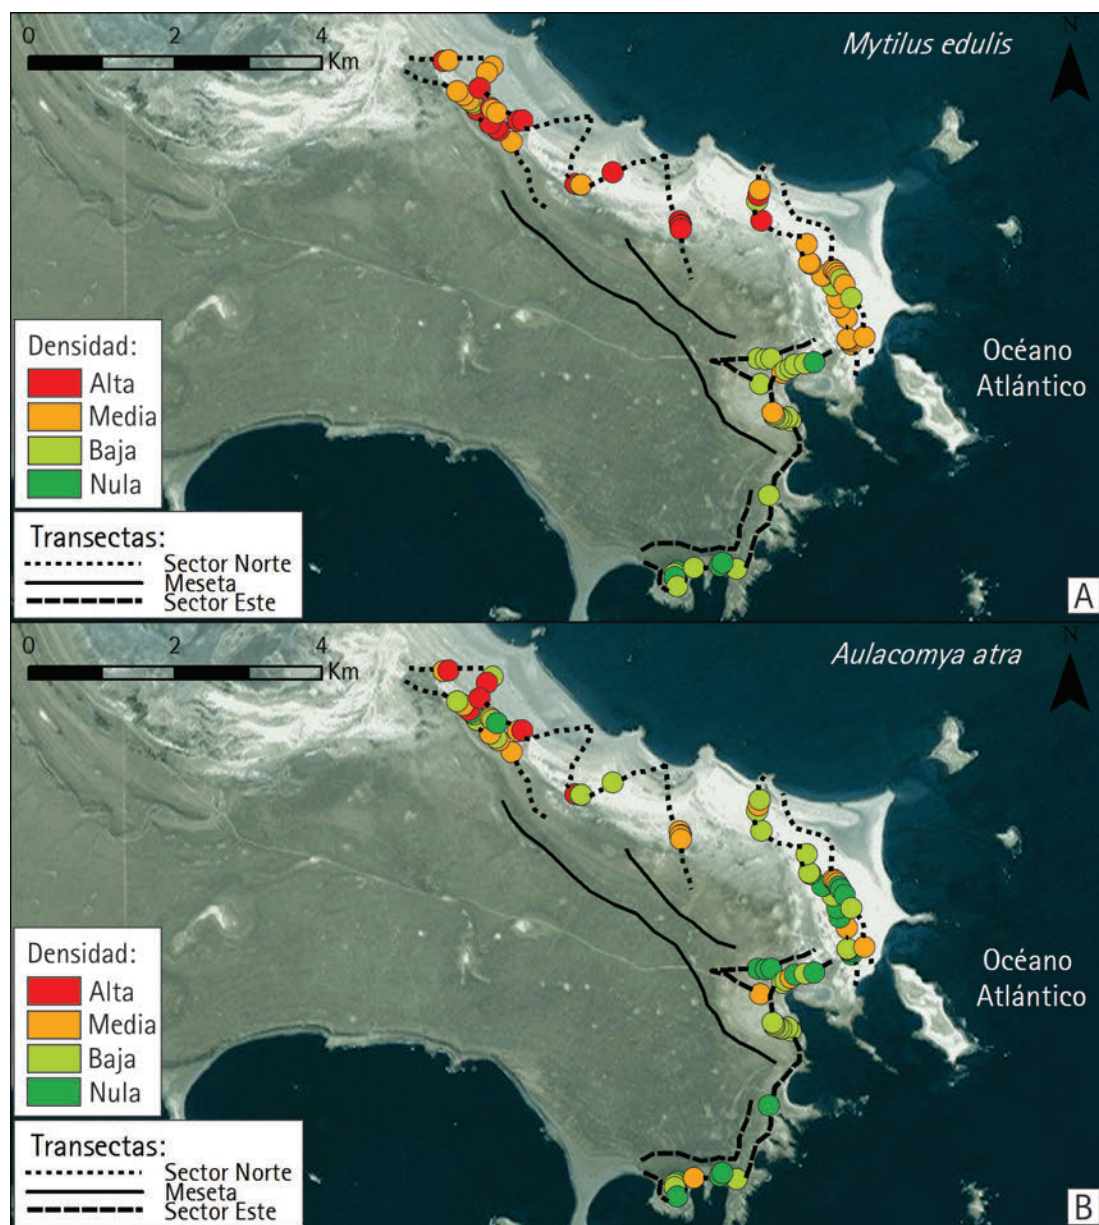 0 2 4
Km
Mytilus edulis
N
Densidad:
Alta
Media
Baja
Nula
Océano
Atlántico
Transectas:
Sector Norte
Meseta
Sector Este
A
0 2 4
Km
Aulacomya atra
N
Densidad:
Alta
Media
Baja
Nula
Océano
Atlántico
Transectas:
Sector Norte
Meseta
Sector Este
B